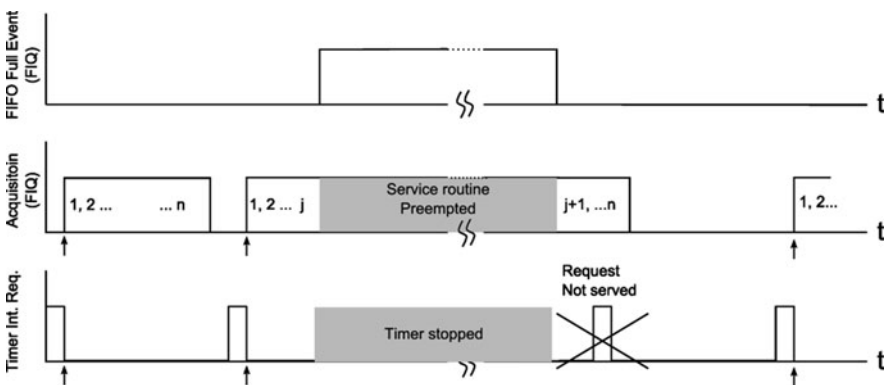 FIFO Full Event
(FIQ)
t
Acquisitoin
(FIQ)
1, 2 ...
... n
1, 2 ... j
Service routine
Preempted
j+1, ...n
1, 2...
t
Timer Int. Req.
Timer stopped
Request
Not served
t